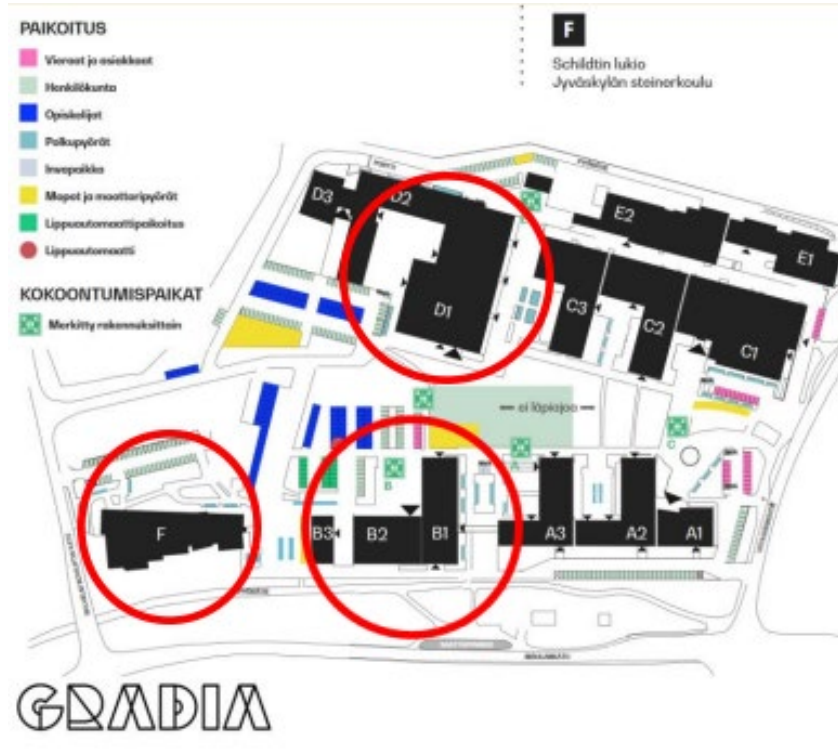 PAIKOITUS
Vieraat ja asiakkaat
Henkilökunta
Opiskelijat
Polkupyörät
Invapaikka
Mopot ja moottoripyörät
Lippuautomaattipaikoitus
Lippuautomaatti
KOKOONTUMISPAIKAT
Merkitty rakennuksittain
F
Schildtin lukio
Jyväskylän steinerkoulu
D3
D2
E2
E1
D1
C3
C2
C1
ei läpiajoa
A
B
C
F
B3
B2
B1
A3
A2
A1
GRADIA